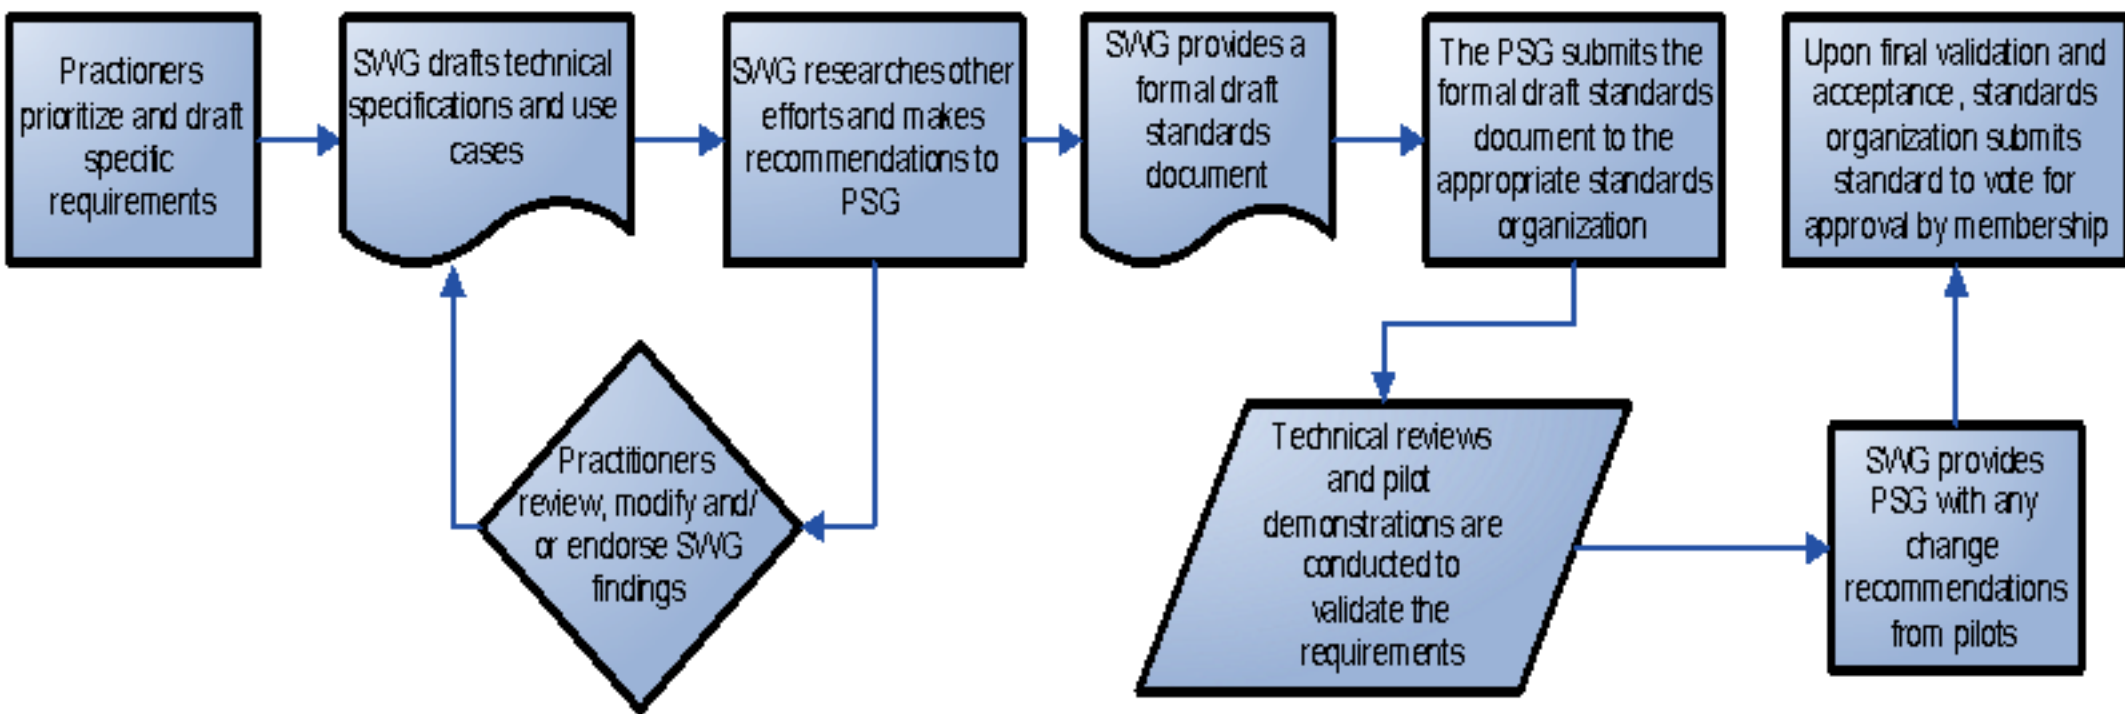 Practioners
prioritize and draft
specific
requirements
SWG drafts technical
specifications and use
cases
SWG researches other
efforts and makes
recommendations to
PSG
SWG provides a
formal draft
standards
document
The PSG submits the
formal draft standards
document to the
appropriate standards
organization
Upon final validation and
acceptance, standards
organization submits
standard to vote for
approval by membership
Practitioners
review, modify and/
or endorse SWG
findings
Technical reviews
and pilot
demonstrations are
conducted to
validate the
requirements
SWG provides
PSG with any
change
recommendations
from pilots